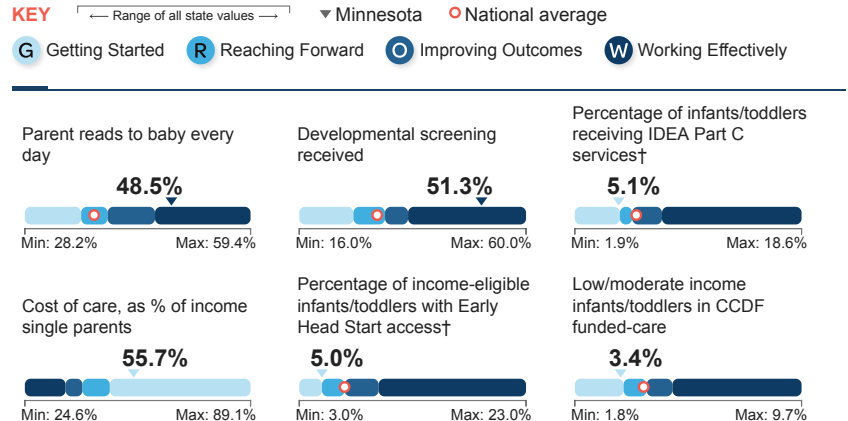 KEY
Range of all state values
Minnesota
National average
G Getting Started
R Reaching Forward
O Improving Outcomes
W Working Effectively
Parent reads to baby every
day
48.5%
Min: 28.2%
Max: 59.4%
Developmental screening
received
51.3%
Min: 16.0%
Max: 60.0%
Percentage of infants/toddlers
receiving IDEA Part C
services†
5.1%
Min: 1.9%
Max: 18.6%
Cost of care, as % of income
single parents
55.7%
Min: 24.6%
Max: 89.1%
Percentage of income-eligible
infants/toddlers with Early
Head Start access†
5.0%
Min: 3.0%
Max: 23.0%
Low/moderate income
infants/toddlers in CCDF
funded-care
3.4%
Min: 1.8%
Max: 9.7%